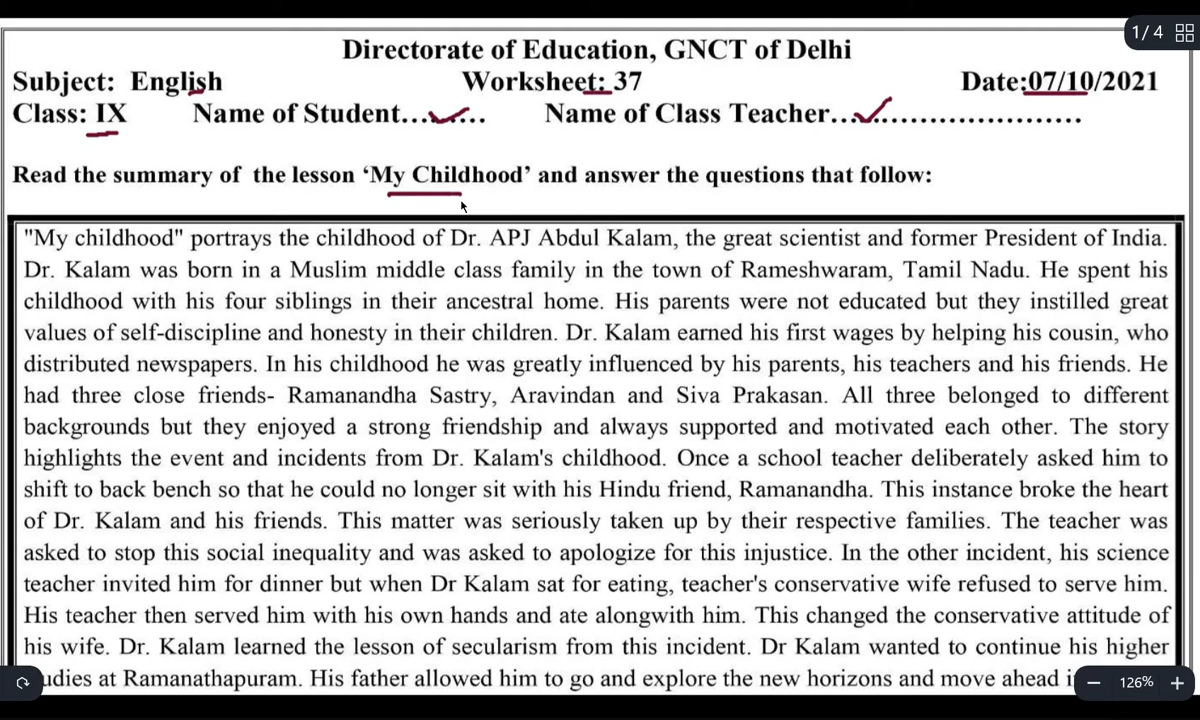 1/ 4
Directorate of Education, GNCT of Delhi
Subject: English Worksheet: 37 Date:07/10/2021
Class: IX Name of Student……… Name of Class Teacher…………………………
Read the summary of the lesson ‘My Childhood’ and answer the questions that follow:
"My childhood" portrays the childhood of Dr. APJ Abdul Kalam, the great scientist and former President of India.
Dr. Kalam was born in a Muslim middle class family in the town of Rameshwaram, Tamil Nadu. He spent his
childhood with his four siblings in their ancestral home. His parents were not educated but they instilled great
values of self-discipline and honesty in their children. Dr. Kalam earned his first wages by helping his cousin, who
distributed newspapers. In his childhood he was greatly influenced by his parents, his teachers and his friends. He
had three close friends- Ramanandha Sastry, Aravindan and Siva Prakasan. All three belonged to different
backgrounds but they enjoyed a strong friendship and always supported and motivated each other. The story
highlights the event and incidents from Dr. Kalam's childhood. Once a school teacher deliberately asked him to
shift to back bench so that he could no longer sit with his Hindu friend, Ramanandha. This instance broke the heart
of Dr. Kalam and his friends. This matter was seriously taken up by their respective families. The teacher was
asked to stop this social inequality and was asked to apologize for this injustice. In the other incident, his science
teacher invited him for dinner but when Dr Kalam sat for eating, teacher's conservative wife refused to serve him.
His teacher then served him with his own hands and ate alongwith him. This changed the conservative attitude of
his wife. Dr. Kalam learned the lesson of secularism from this incident. Dr Kalam wanted to continue his higher
udies at Ramanathapuram. His father allowed him to go and explore the new horizons and move ahead i
126%